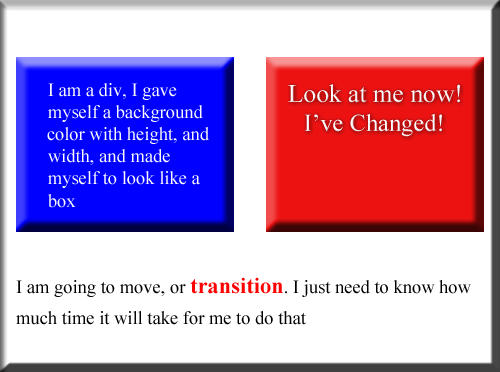 I am a div, I gave
myself a background
color with height, and
width, and made
myself to look like a
box
Look at me now!
I've Changed!
I am going to move, or transition. I just need to know how
much time it will take for me to do that